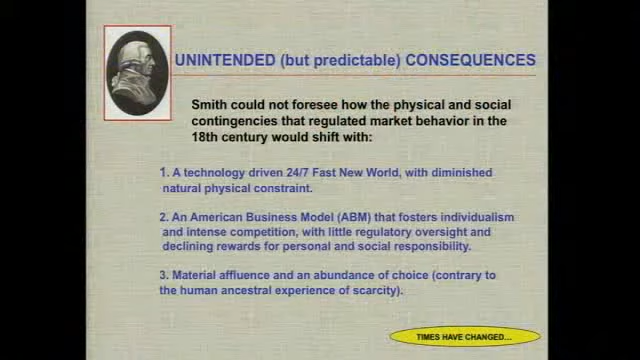 UNINTENDED (but predictable) CONSEQUENCES
Smith could not foresee how the physical and social
contingencies that regulated market behavior in the
18th century would shift with:
1. A technology driven 24/7 Fast New World, with diminished
natural physical constraint.
2. An American Business Model (ABM) that fosters individualism
and intense competition, with little regulatory oversight and
declining rewards for personal and social responsibility.
3. Material affluence and an abundance of choice (contrary to
the human ancestral experience of scarcity).
TIMES HAVE CHANGED...